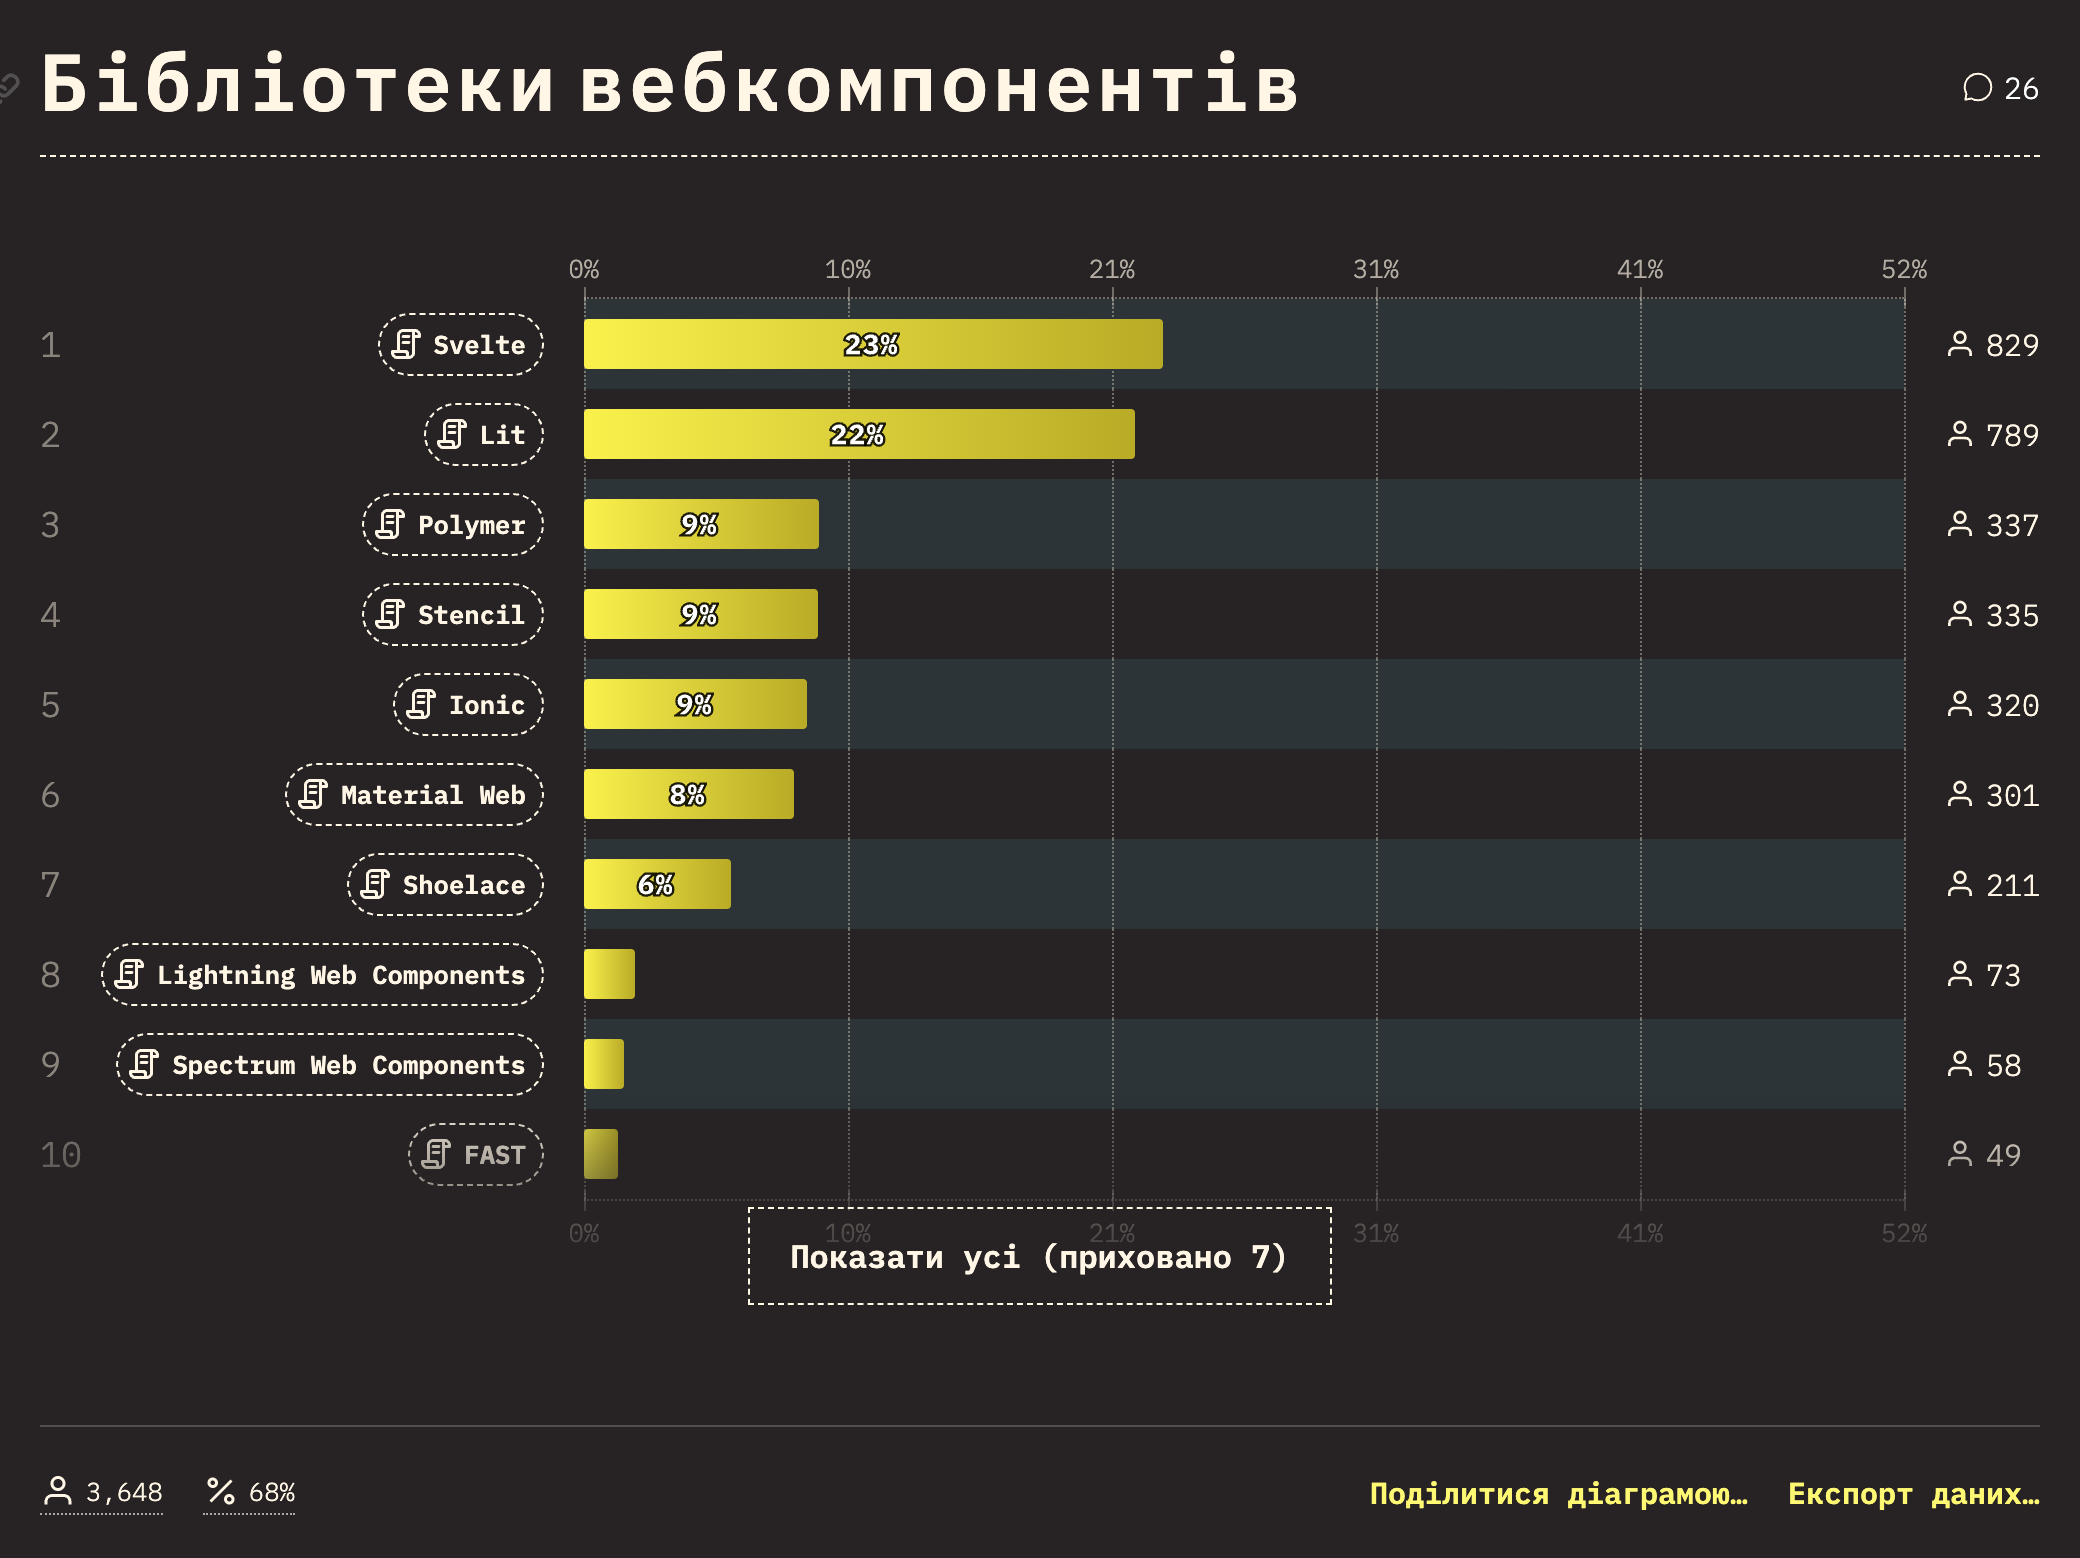 Бібліотеки вебкомпонентів
26
0% 10% 21% 31% 41% 52%
1 Svelte 23% 829
2 Lit 22% 789
3 Polymer 9% 337
4 Stencil 9% 335
5 Ionic 9% 320
6 Material Web 8% 301
7 Shoelace 6% 211
8 Lightning Web Components 73
9 Spectrum Web Components 58
10 FAST 49
0% 10% 21% 31% 41% 52%
Показати усі (приховано 7)
3,648 % 68% Поділитися діаграмою… Експорт даних…